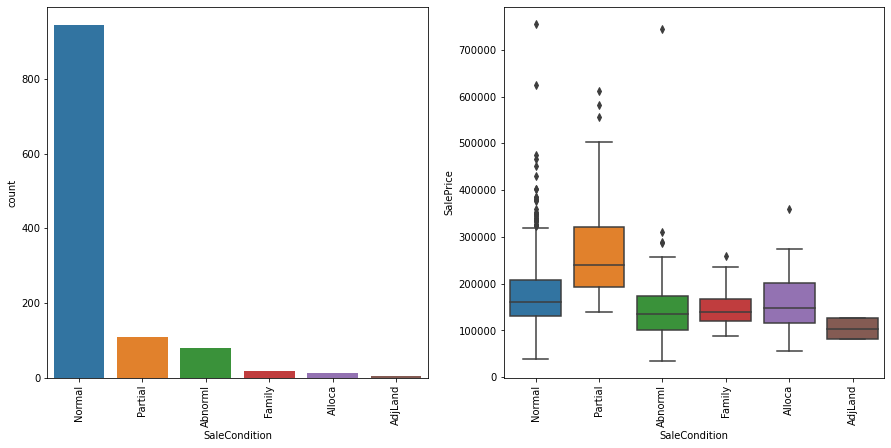 800
600
400
200
0
count
Normal
Partial
Abnorml
Family
Alloca
AdjLand
SaleCondition
700000
600000
500000
400000
300000
200000
100000
0
SalePrice
Normal
Partial
Abnorml
Family
Alloca
AdjLand
SaleCondition